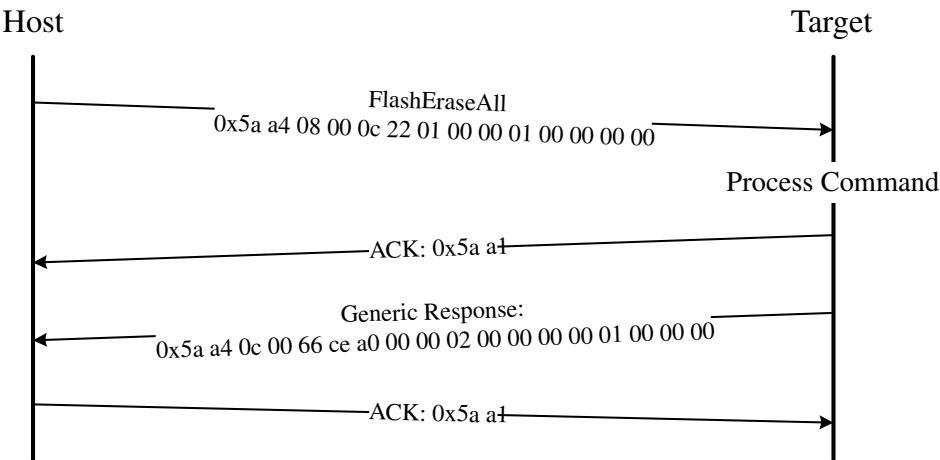 Host
Target
FlashEraseAll
0x5a a4 08 00 0c 22 01 00 00 01 00 00 00 00
Process Command
ACK: 0x5a a1
Generic Response:
0x5a a4 0c 00 66 ce a0 00 00 02 00 00 00 00 01 00 00 00
ACK: 0x5a a1